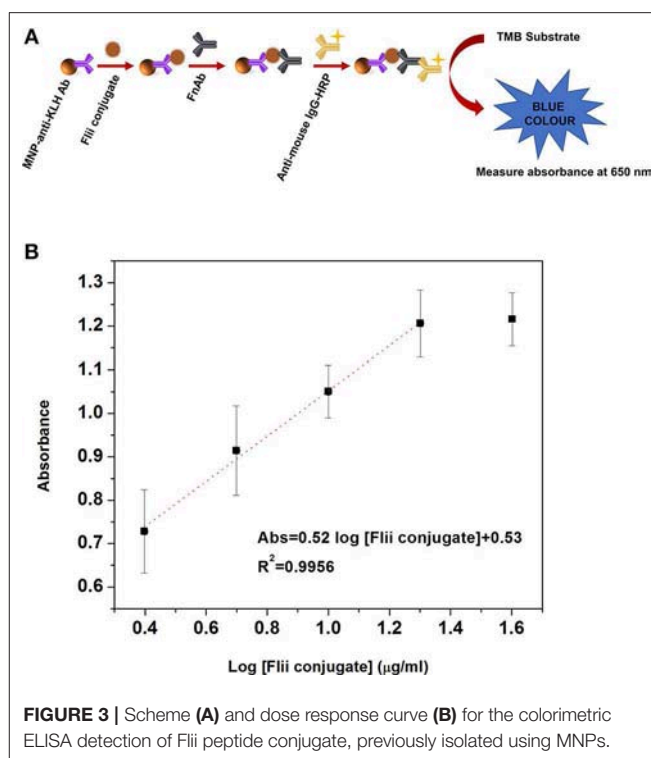 A
MNP-anti-KLH Ab
Flii conjugate
FnAb
Anti-mouse IgG-HRP
TMB Substrate
BLUE
COLOUR
Measure absorbance at 650 nm
B
Absorbance
1.3
1.2
1.1
1.0
0.9
0.8
0.7
0.6
Abs=0.52 log [Flii conjugate]+0.53
R²=0.9956
0.4 0.6 0.8 1.0 1.2 1.4 1.6
Log [Flii conjugate] (µg/ml)
FIGURE 3 | Scheme (A) and dose response curve (B) for the colorimetric
ELISA detection of Flii peptide conjugate, previously isolated using MNPs.